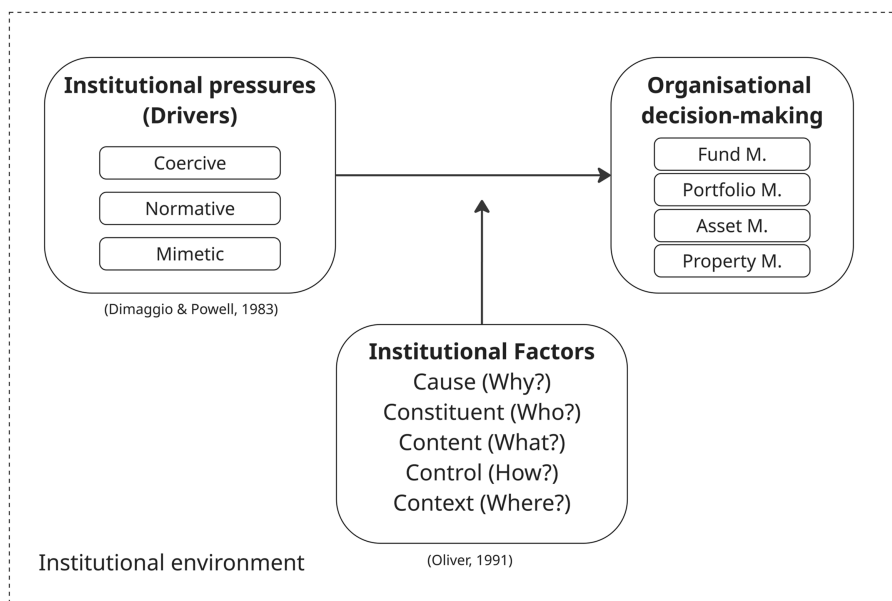 Institutional pressures
(Drivers)
Coercive
Normative
Mimetic
(Dimaggio & Powell, 1983)
Organisational
decision-making
Fund M.
Portfolio M.
Asset M.
Property M.
Institutional Factors
Cause (Why?)
Constituent (Who?)
Content (What?)
Control (How?)
Context (Where?)
(Oliver, 1991)
Institutional environment